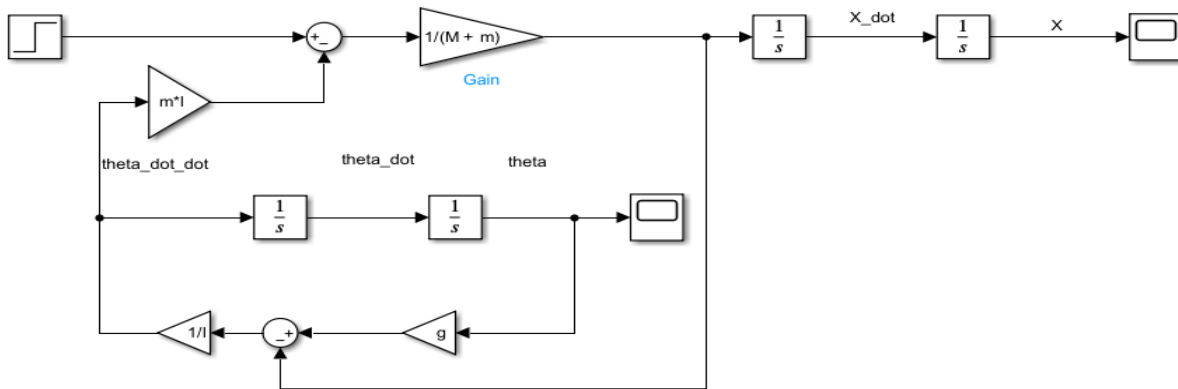 X_dot
X
+_
1/(M + m)
1
s
1
s
Gain
m*l
theta_dot_dot
theta_dot
theta
1
s
1
s
1/l
_+
g